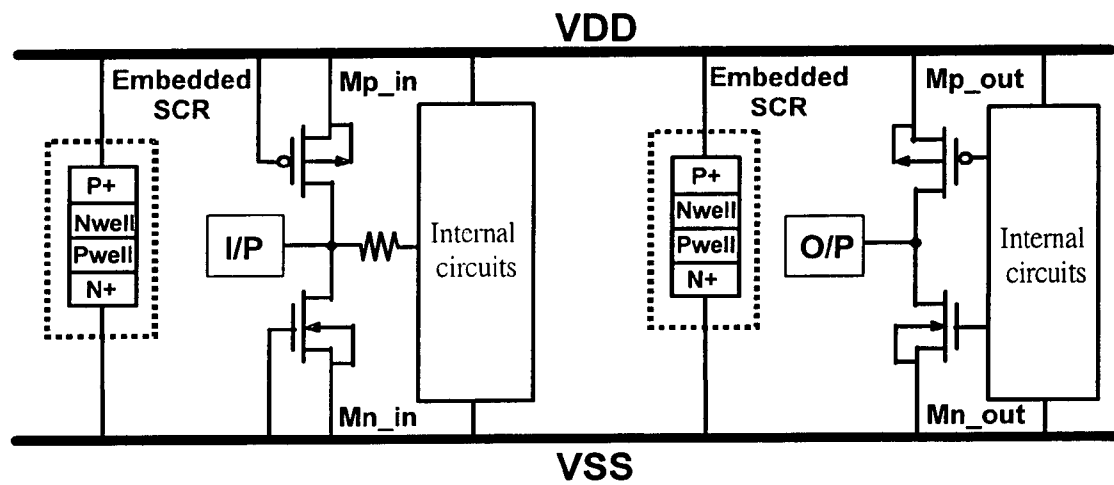 VDD
Embedded
SCR
Mp_in
P+
Nwell
Pwell
N+
I/P
Internal
circuits
Mn_in
Embedded
SCR
Mp_out
P+
Nwell
Pwell
N+
O/P
Internal
circuits
Mn_out
VSS